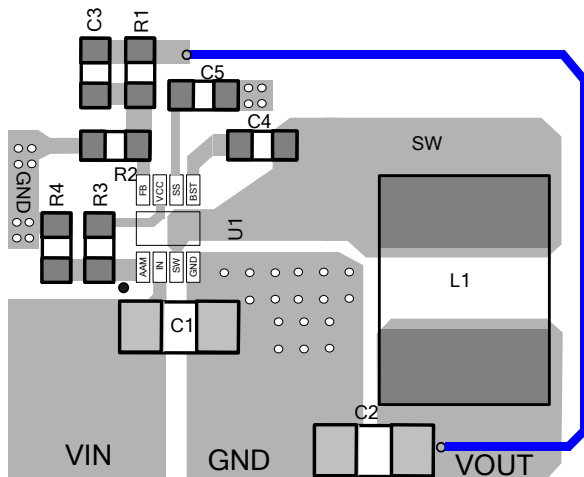 C3
R1
C5
C4
SW
R2
GND
R4
R3
FB
VCC
SS
BST
U1
AAM
IN
SW
GND
L1
C1
C2
VIN
GND
VOUT